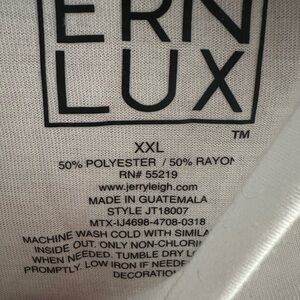 ERN
LUX
TM
XXL
50% POLYESTER / 50% RAYON
RN# 55219
www.jerryleigh.com
MADE IN GUATEMALA
STYLE JT18007
MTX-IJ4698-4708-0318
MACHINE WASH COLD WITH SIMILA
INSIDE OUT. ONLY NON-CHLORI
WHEN NEEDED. TUMBLE DRY L
PROMPTLY. LOW IRON IF NEEDE
DECORATION